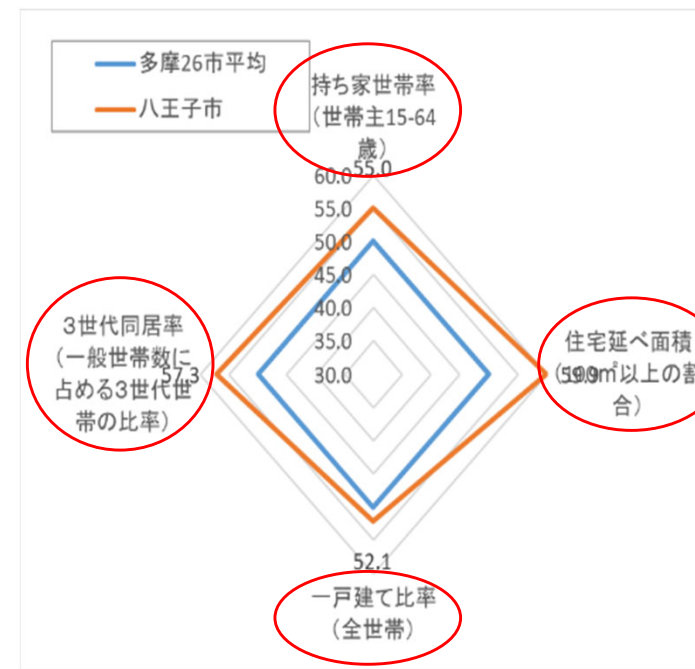 多摩26市平均
八王子市
持ち家世帯率
(世帯主15-64
歳)
55.0
60.0
55.0
50.0
45.0
40.0
35.0
30.0
3世代同居率
(一般世帯数に
57.3
占める3世代世
帯の比率)
住宅延べ面積
(100㎡以上の割
59.9
合)
52.1
一戸建て比率
(全世帯)